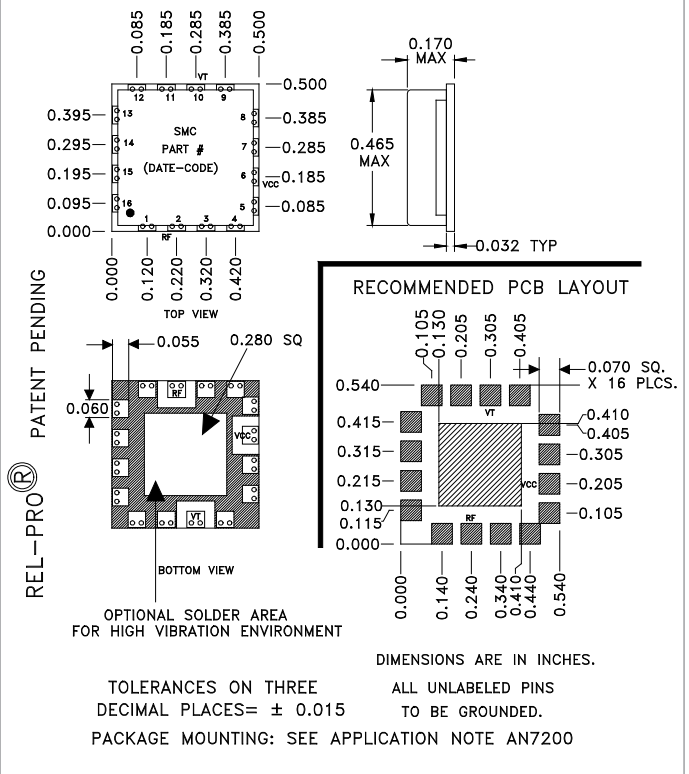 0.085
0.185
0.285
0.385
0.500
VT
12
11
10
9
0.500
0.395
13
8
0.385
0.295
14
SMC
PART #
(DATE-CODE)
7
0.285
0.195
15
6
0.185
VCC
0.095
16
5
0.085
0.000
1
2
3
4
RF
0.000
0.120
0.220
0.320
0.420
TOP VIEW
0.170
MAX
0.465
MAX
0.032 TYP
REL-PRO®
PATENT PENDING
0.055
0.280 SQ
0.060
RF
VCC
VT
BOTTOM VIEW
OPTIONAL SOLDER AREA
FOR HIGH VIBRATION ENVIRONMENT
RECOMMENDED PCB LAYOUT
0.105
0.130
0.205
0.305
0.405
0.070 SQ.
X 16 PLCS.
0.540
0.415
0.315
0.215
0.130
0.115
0.000
VT
VCC
RF
0.410
0.405
0.305
0.205
0.105
0.000
0.140
0.240
0.340
0.410
0.440
0.540
DIMENSIONS ARE IN INCHES.
TOLERANCES ON THREE
DECIMAL PLACES= ± 0.015
ALL UNLABELED PINS
TO BE GROUNDED.
PACKAGE MOUNTING: SEE APPLICATION NOTE AN7200